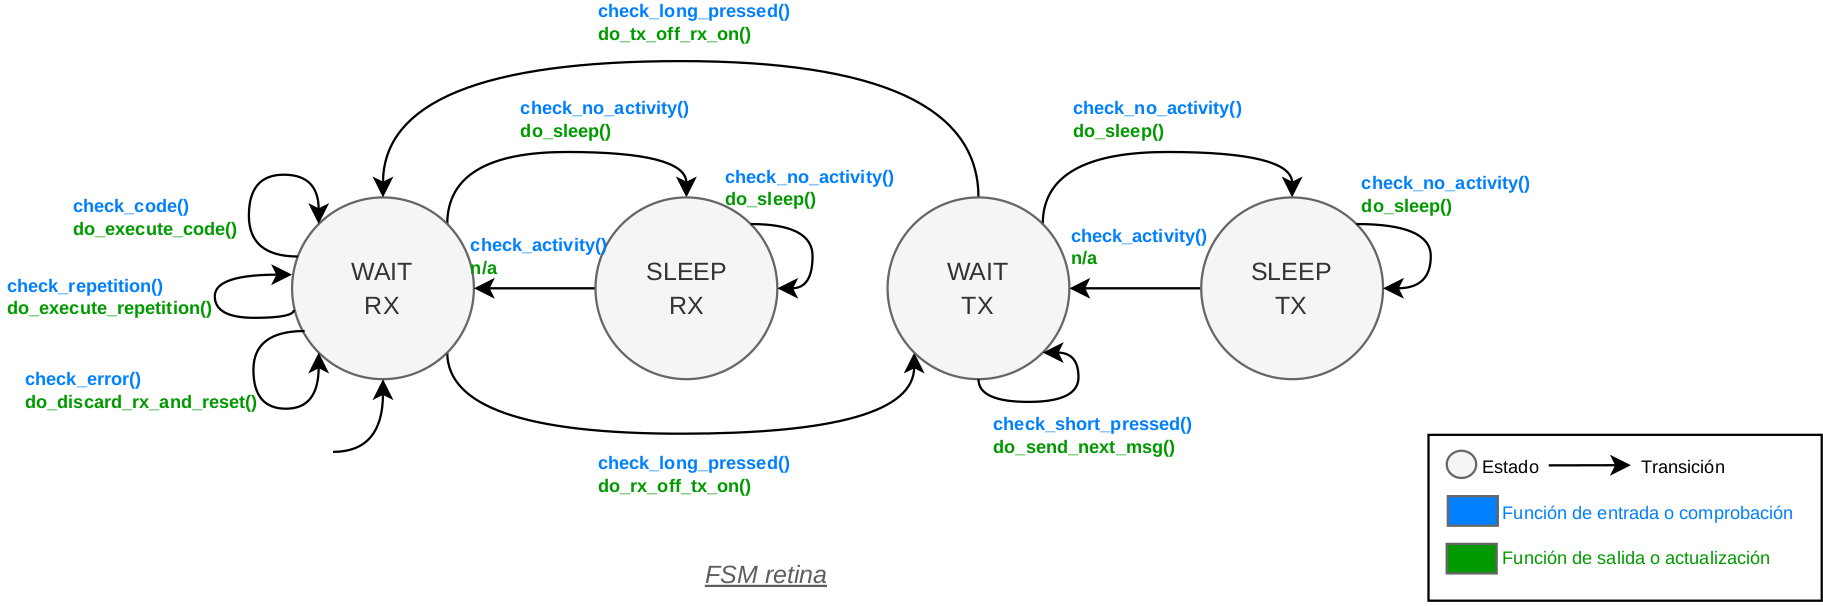 check_long_pressed()
do_tx_off_rx_on()
check_no_activity()
do_sleep()
check_no_activity()
do_sleep()
check_no_activity()
do_sleep()
check_no_activity()
do_sleep()
check_code()
do_execute_code()
check_activity()
n/a
check_activity()
n/a
WAIT
RX
SLEEP
RX
WAIT
TX
SLEEP
TX
check_repetition()
do_execute_repetition()
check_error()
do_discard_rx_and_reset()
check_short_pressed()
do_send_next_msg()
check_long_pressed()
do_rx_off_tx_on()
Estado
Transición
Función de entrada o comprobación
Función de salida o actualización
FSM retina